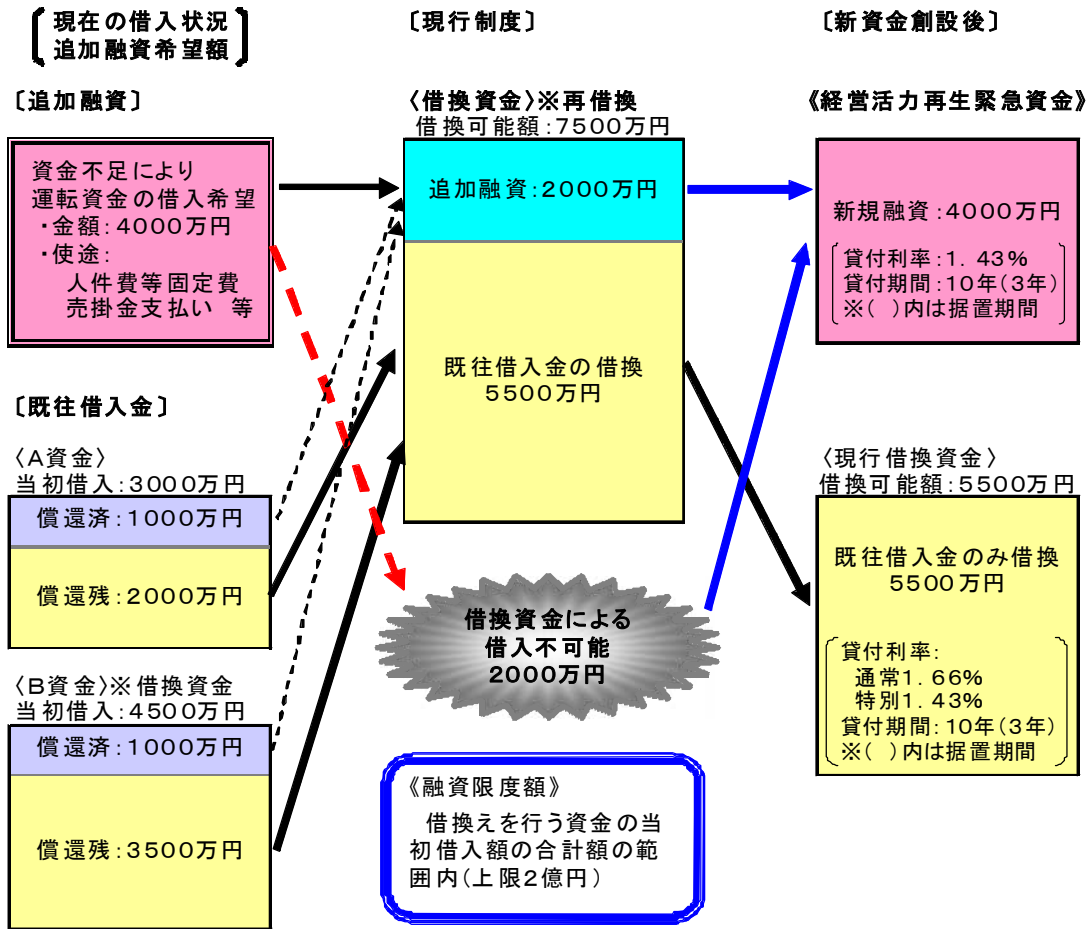 現在の借入状況
追加融資希望額
〔追加融資〕
資金不足により
運転資金の借入希望
・金額：4000万円
・使途：
人件費等固定費
売掛金支払い 等
〔既往借入金〕
〈A資金〉
当初借入：3000万円
償還済：1000万円
償還残：2000万円
〈B資金〉※借換資金
当初借入：4500万円
償還済：1000万円
償還残：3500万円
〔現行制度〕
〈借換資金〉※再借換
借換可能額：7500万円
追加融資：2000万円
既往借入金の借換
5500万円
借換資金による
借入不可能
2000万円
《融資限度額》
借換えを行う資金の当
初借入額の合計額の範
囲内（上限2億円）
〔新資金創設後〕
《経営活力再生緊急資金》
新規融資：4000万円
貸付利率：1．43％
貸付期間：10年（3年）
※（ ）内は据置期間
〈現行借換資金〉
借換可能額：5500万円
既往借入金のみ借換
5500万円
貸付利率：
通常1．66％
特別1．43％
貸付期間：10年（3年）
※（ ）内は据置期間